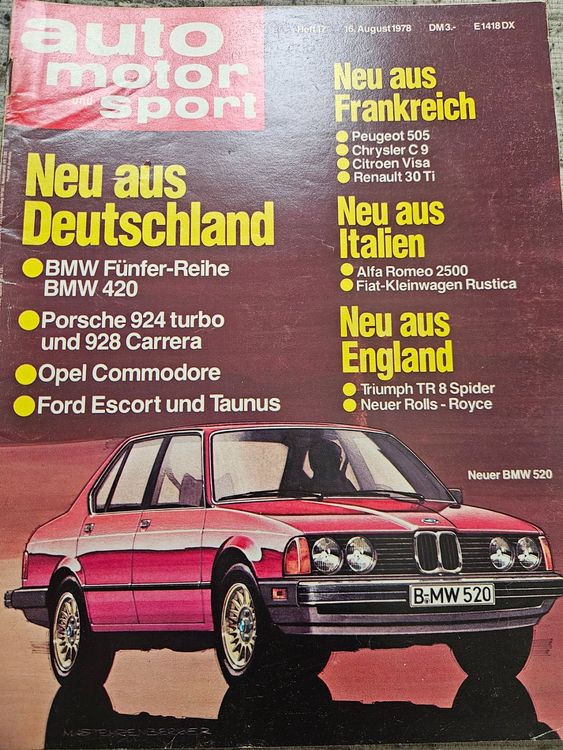 auto
motor
und
sport
Heft 17 16. August 1978 DM 3.- E 1418 DX
Neu aus
Deutschland
BMW Fünfer-Reihe
BMW 420
Porsche 924 turbo
und 928 Carrera
Opel Commodore
Ford Escort und Taunus
Neu aus
Frankreich
Peugeot 505
Chrysler C 9
Citroen Visa
Renault 30 Ti
Neu aus
Italien
Alfa Romeo 2500
Fiat-Kleinwagen Rustica
Neu aus
England
Triumph TR 8 Spider
Neuer Rolls-Royce
Neuer BMW 520
B-MW 520
M. STEHRENBERGER